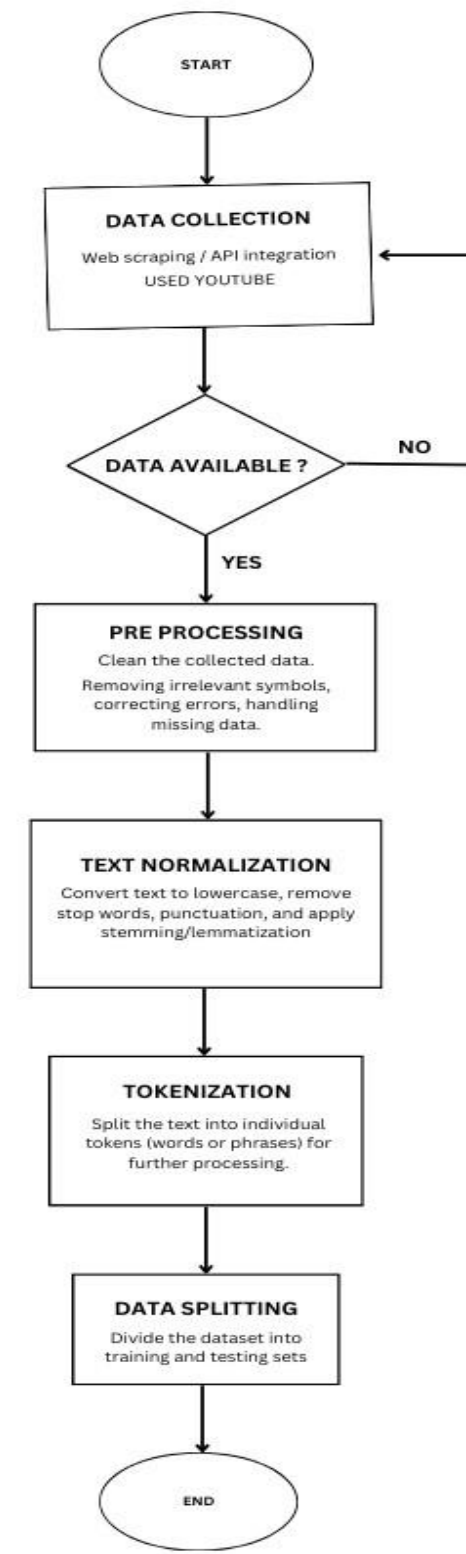 START
DATA COLLECTION
Web scraping / API integration
USED YOUTUBE
DATA AVAILABLE ?
NO
YES
PRE PROCESSING
Clean the collected data.
Removing irrelevant symbols,
correcting errors, handling
missing data.
TEXT NORMALIZATION
Convert text to lowercase, remove
stop words, punctuation, and apply
stemming/lemmatization
TOKENIZATION
Split the text into individual
tokens (words or phrases) for
further processing.
DATA SPLITTING
Divide the dataset into
training and testing sets
END